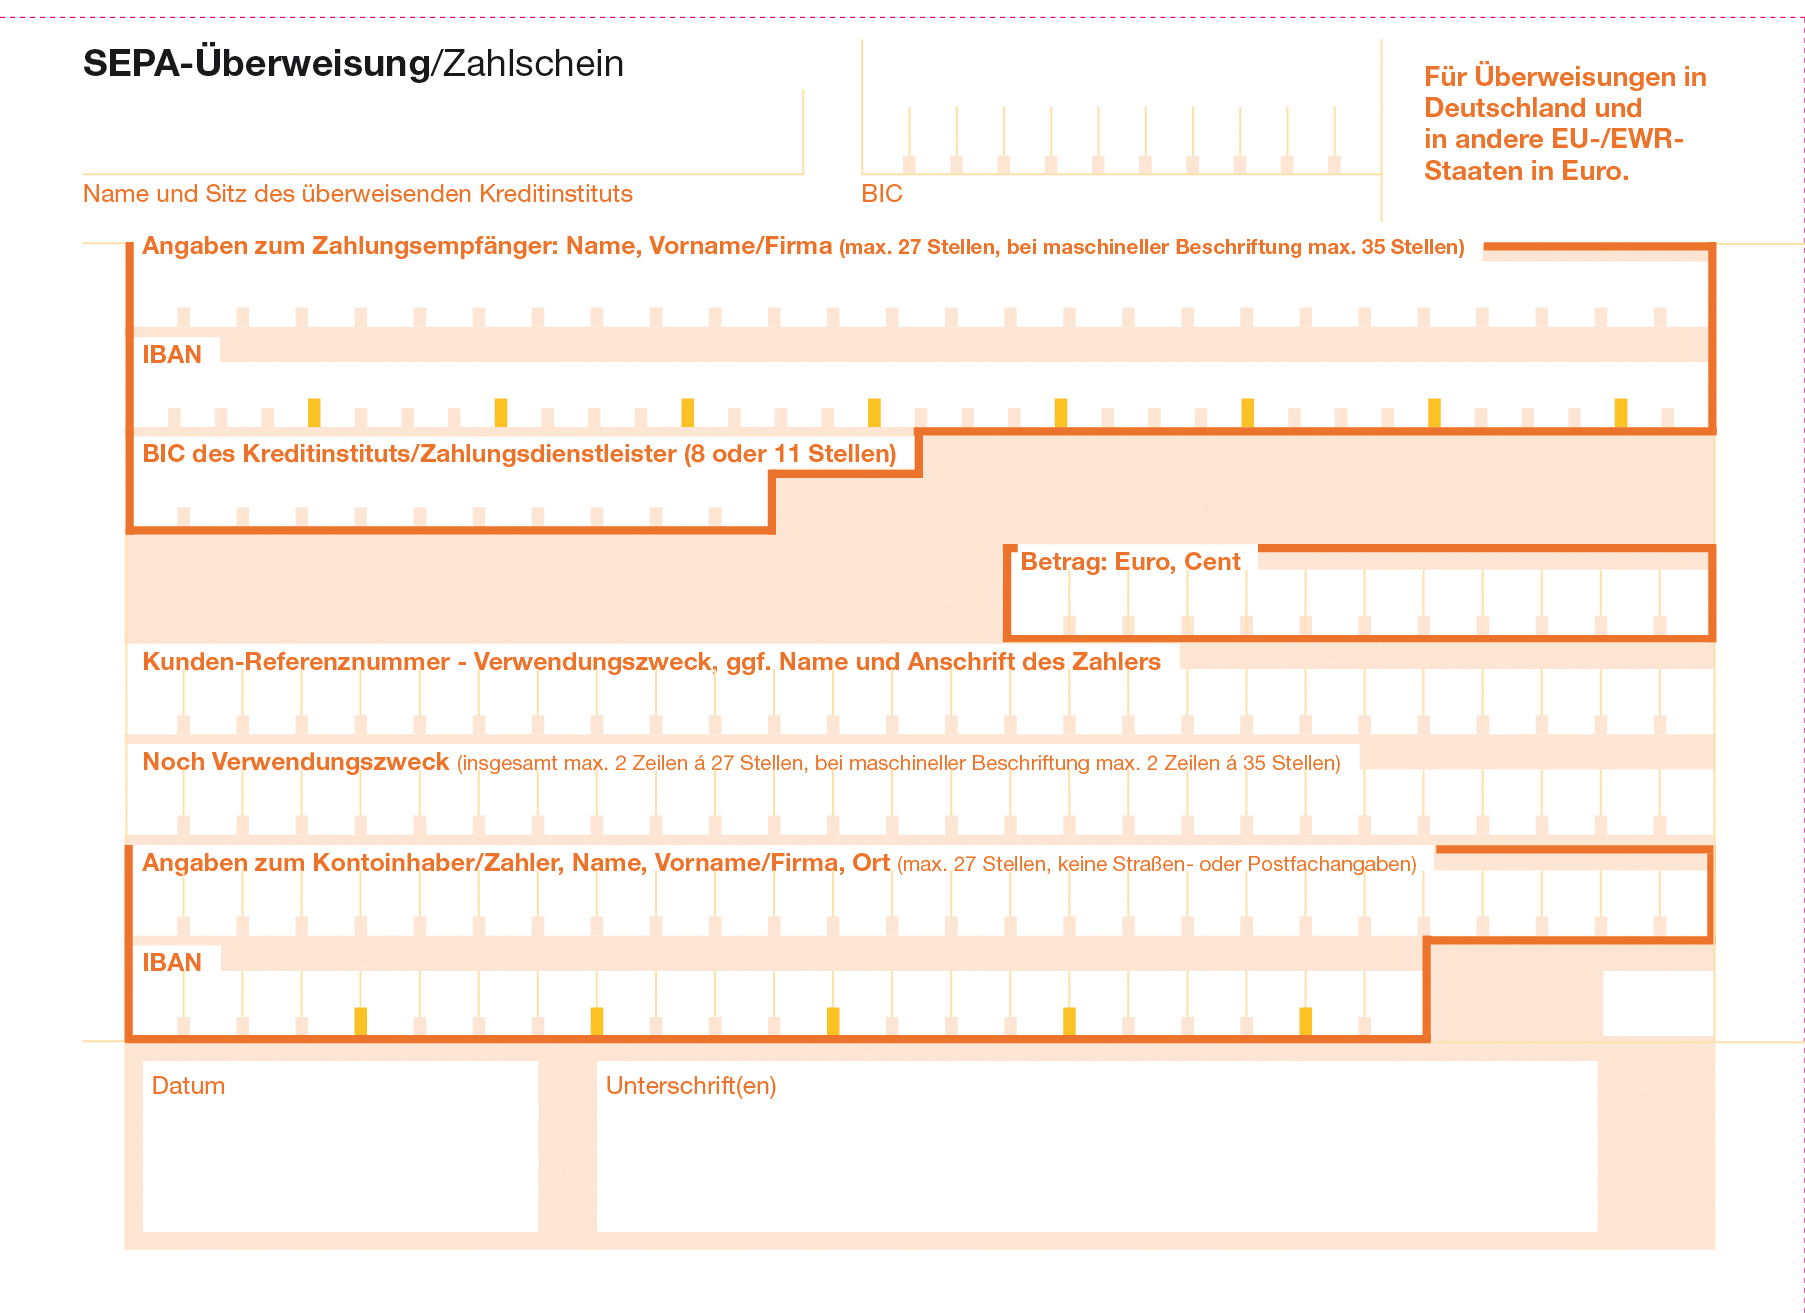 SEPA-Überweisung/Zahlschein
Für Überweisungen in
Deutschland und
in andere EU-/EWR-
Staaten in Euro.
Name und Sitz des überweisenden Kreditinstituts
BIC
Angaben zum Zahlungsempfänger: Name, Vorname/Firma (max. 27 Stellen, bei maschineller Beschriftung max. 35 Stellen)
IBAN
BIC des Kreditinstituts/Zahlungsdienstleister (8 oder 11 Stellen)
Betrag: Euro, Cent
Kunden-Referenznummer - Verwendungszweck, ggf. Name und Anschrift des Zahlers
Noch Verwendungszweck (insgesamt max. 2 Zeilen á 27 Stellen, bei maschineller Beschriftung max. 2 Zeilen á 35 Stellen)
Angaben zum Kontoinhaber/Zahler, Name, Vorname/Firma, Ort (max. 27 Stellen, keine Straßen- oder Postfachangaben)
IBAN
Datum
Unterschrift(en)